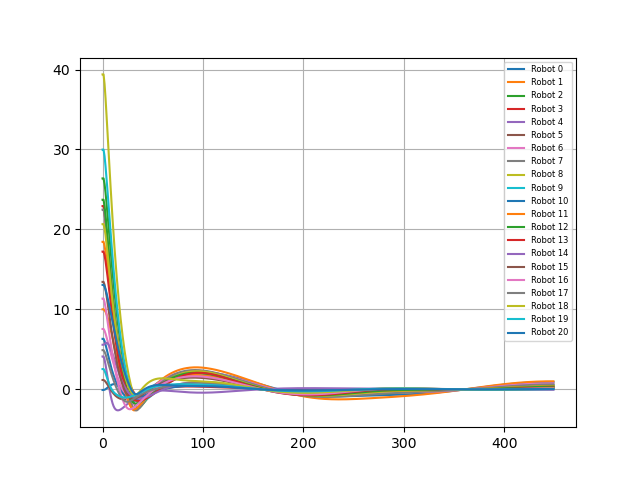 40
30
20
10
0
0
100
200
300
400
Robot 0
Robot 1
Robot 2
Robot 3
Robot 4
Robot 5
Robot 6
Robot 7
Robot 8
Robot 9
Robot 10
Robot 11
Robot 12
Robot 13
Robot 14
Robot 15
Robot 16
Robot 17
Robot 18
Robot 19
Robot 20